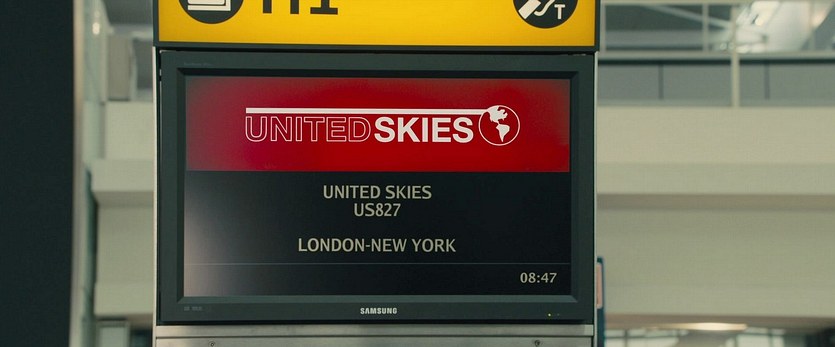 T
UNITEDSKIES
UNITED SKIES
US827
LONDON-NEW YORK
08:47
SAMSUNG